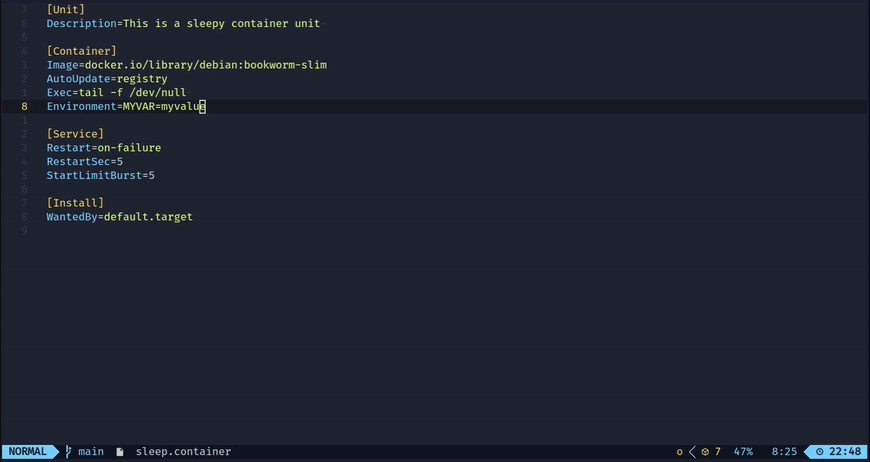 7 [Unit]
6 Description=This is a sleepy container unit
5
4 [Container]
3 Image=docker.io/library/debian:bookworm-slim
2 AutoUpdate=registry
1 Exec=tail -f /dev/null
8 Environment=MYVAR=myvalue
1
2 [Service]
3 Restart=on-failure
4 RestartSec=5
5 StartLimitBurst=5
6
7 [Install]
8 WantedBy=default.target
9
NORMAL main sleep.container o 7 47% 8:25 22:48